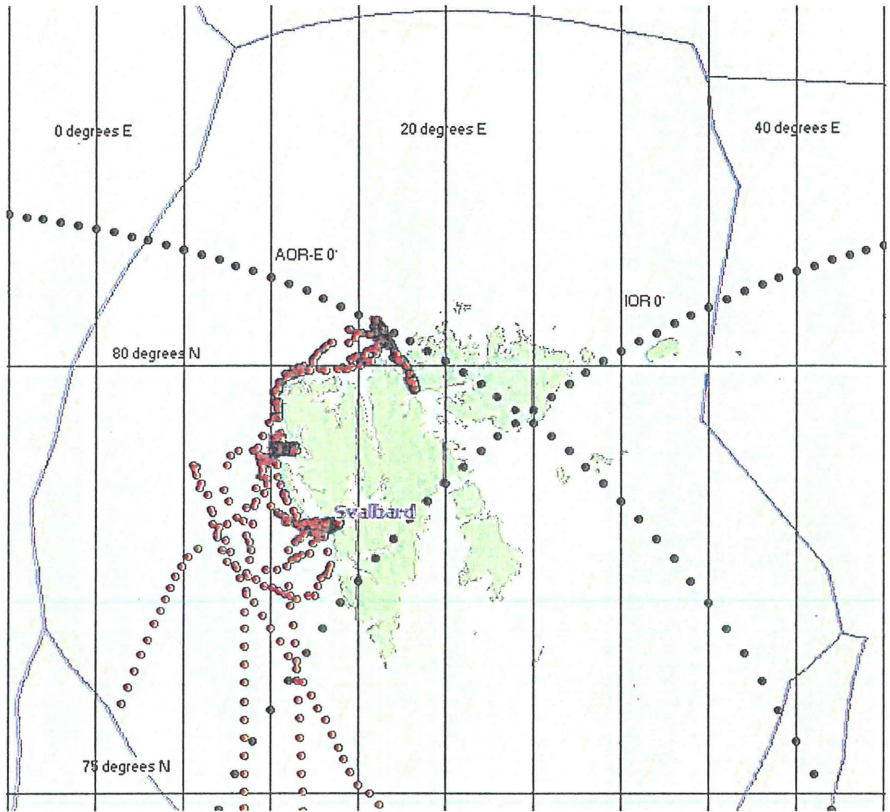 0 degrees E
20 degrees E
40 degrees E
AOR-E 0°
IOR 0°
80 degrees N
Svalbard
75 degrees N